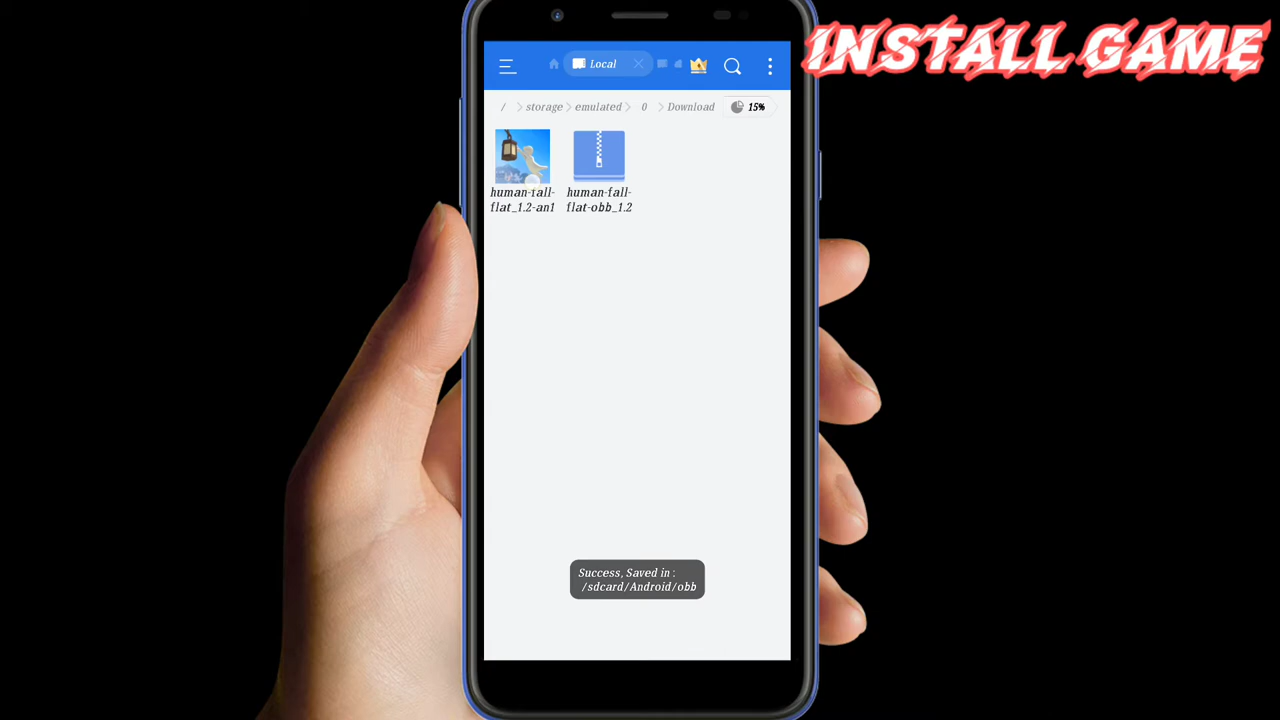 INSTALL GAME
Local
/ storage emulated 0 Download 15%
human-fall-
flat_1.2-an1
human-fall-
flat-obb_1.2
Success, Saved in :
/sdcard/Android/obb